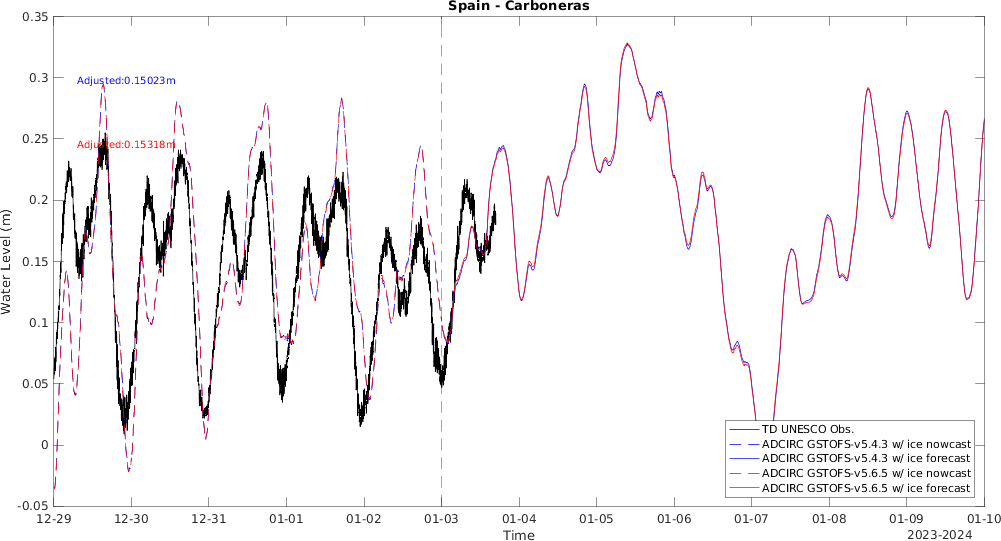 Spain - Carboneras
0.35
0.3
0.25
0.2
0.15
0.1
0.05
0
-0.05
Water Level (m)
Adjusted:0.15023m
Adjusted:0.15318m
TD UNESCO Obs.
ADCIRC GSTOFS-v5.4.3 w/ ice nowcast
ADCIRC GSTOFS-v5.4.3 w/ ice forecast
ADCIRC GSTOFS-v5.6.5 w/ ice nowcast
ADCIRC GSTOFS-v5.6.5 w/ ice forecast
12-29 12-30 12-31 01-01 01-02 01-03 01-04 01-05 01-06 01-07 01-08 01-09 01-10
Time
2023-2024